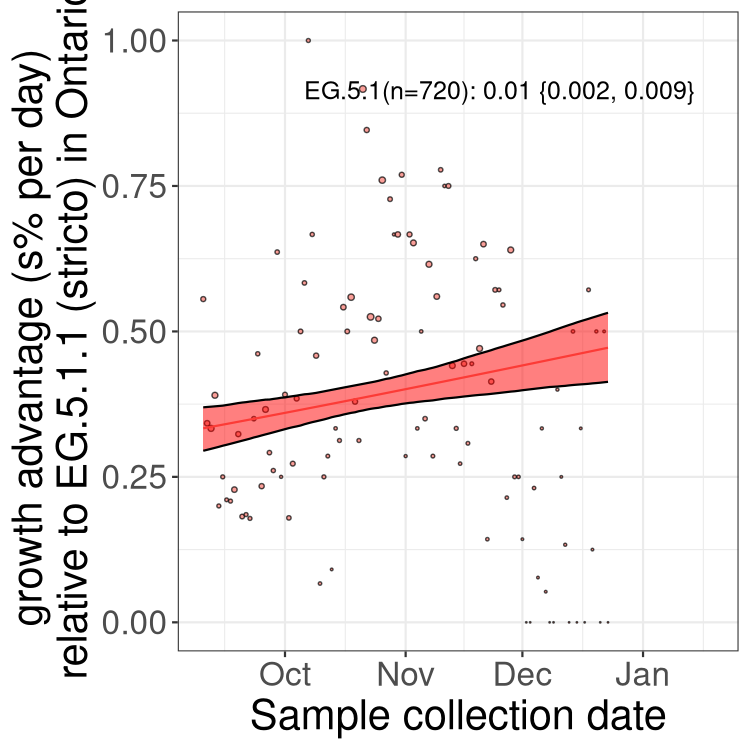 growth advantage (s% per day)
relative to EG.5.1.1 (stricto) in Ontario
1.00
0.75
0.50
0.25
0.00
EG.5.1(n=720): 0.01 {0.002, 0.009}
Oct Nov Dec Jan
Sample collection date